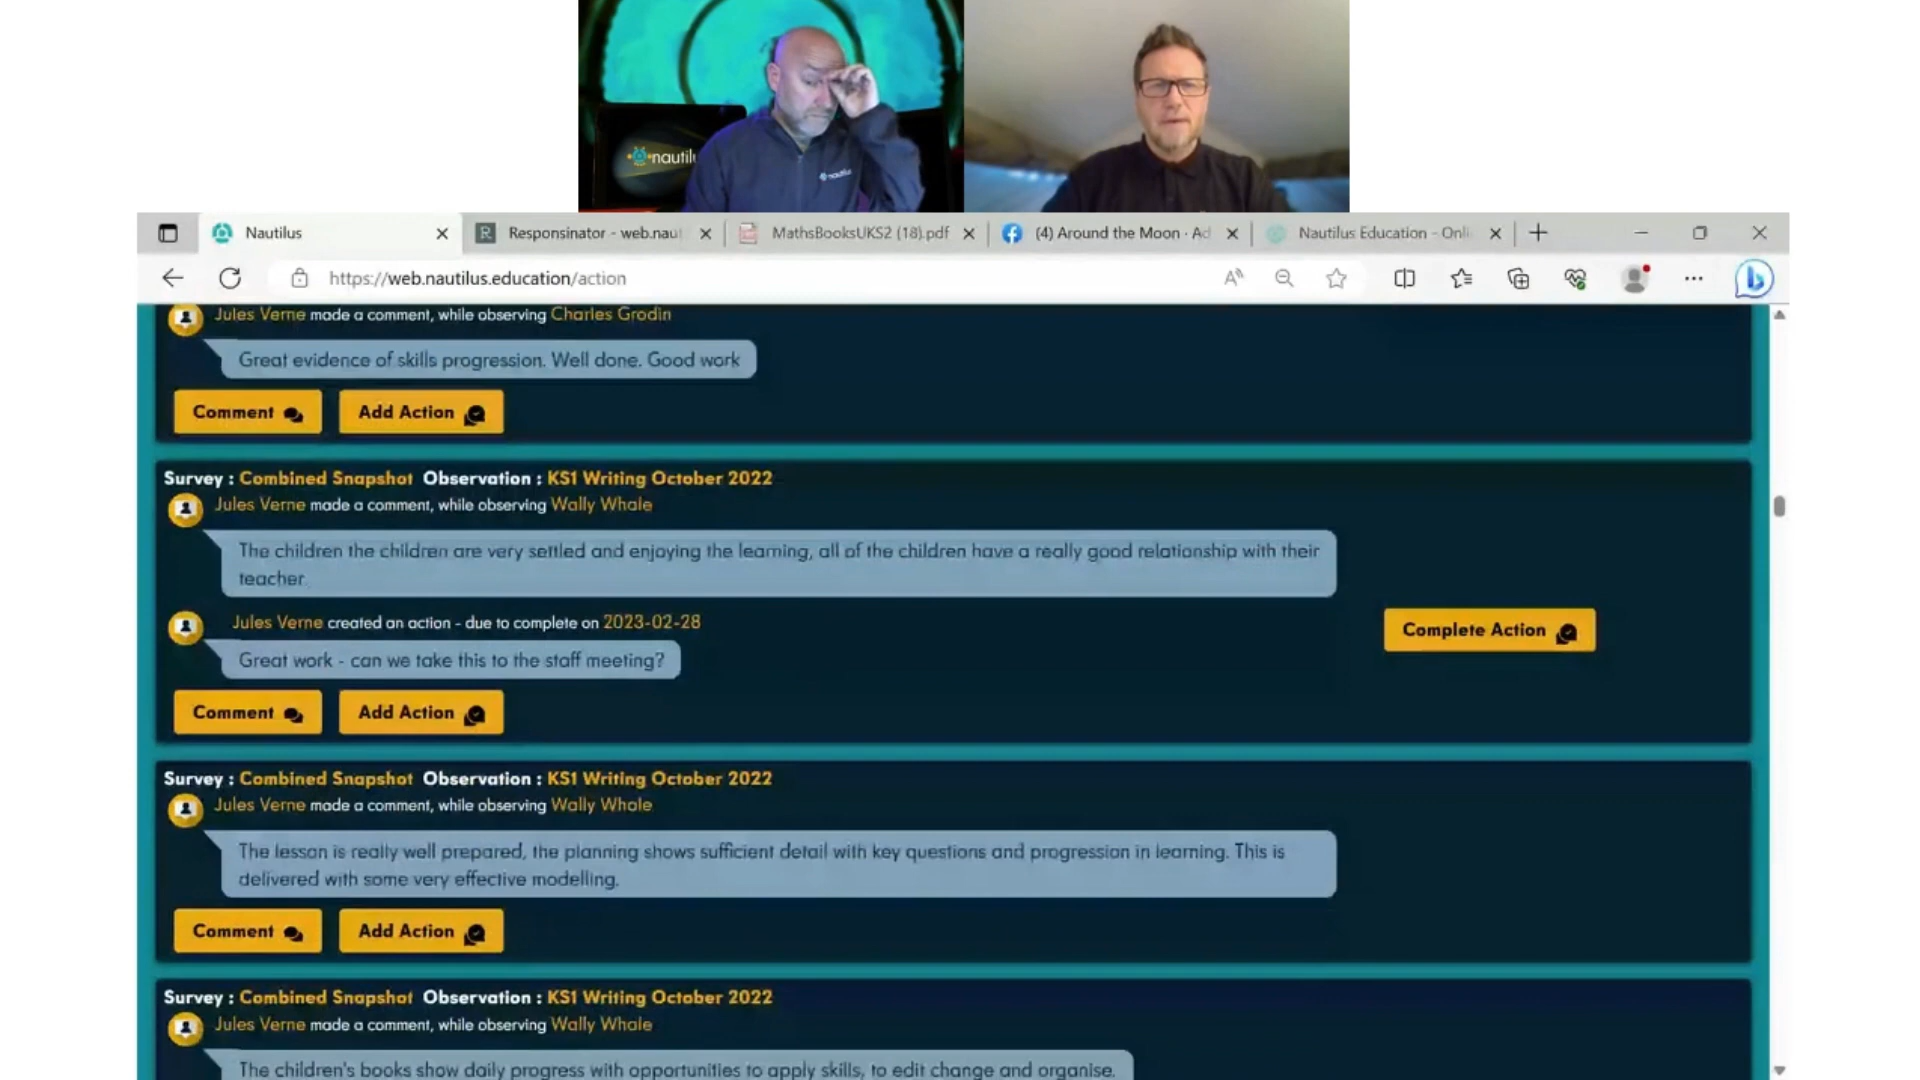 nautil
nautilus
Nautilus
Responsinator - web.naut
MathsBooksUKS2 (18).pdf
(4) Around the Moon · Ad
Nautilus Education - Onli
https://web.nautilus.education/action
Jules Verne made a comment, while observing Charles Grodin
Great evidence of skills progression. Well done. Good work
Comment
Add Action
Survey : Combined Snapshot Observation : KS1 Writing October 2022
Jules Verne made a comment, while observing Wally Whale
The children the children are very settled and enjoying the learning, all of the children have a really good relationship with their
teacher.
Jules Verne created an action - due to complete on 2023-02-28
Complete Action
Great work - can we take this to the staff meeting?
Comment
Add Action
Survey : Combined Snapshot Observation : KS1 Writing October 2022
Jules Verne made a comment, while observing Wally Whale
The lesson is really well prepared, the planning shows sufficient detail with key questions and progression in learning. This is
delivered with some very effective modelling.
Comment
Add Action
Survey : Combined Snapshot Observation : KS1 Writing October 2022
Jules Verne made a comment, while observing Wally Whale
The children's books show daily progress with opportunities to apply skills, to edit change and organise.